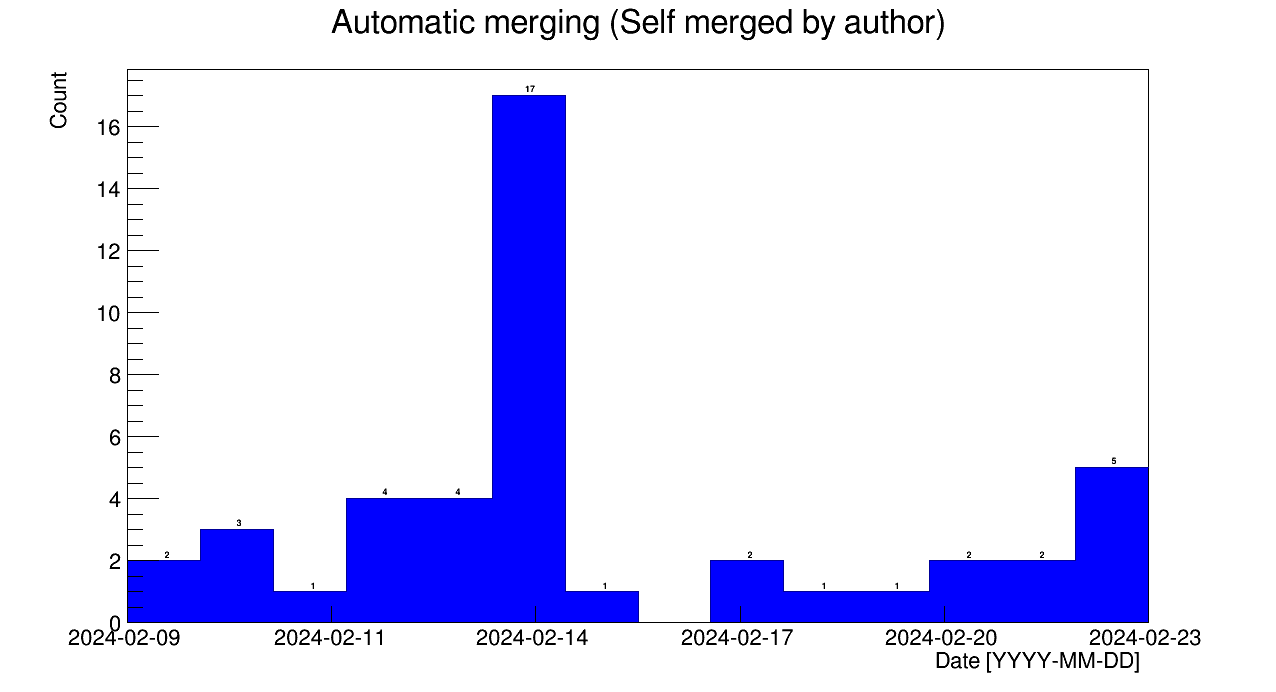 Automatic merging (Self merged by author)
Count
17
16
14
12
10
8
6
5
4
4 4
3
2
2 2 2 2
1 1 1 1
0
2024-02-09 2024-02-11 2024-02-14 2024-02-17 2024-02-20 2024-02-23
Date [YYYY-MM-DD]